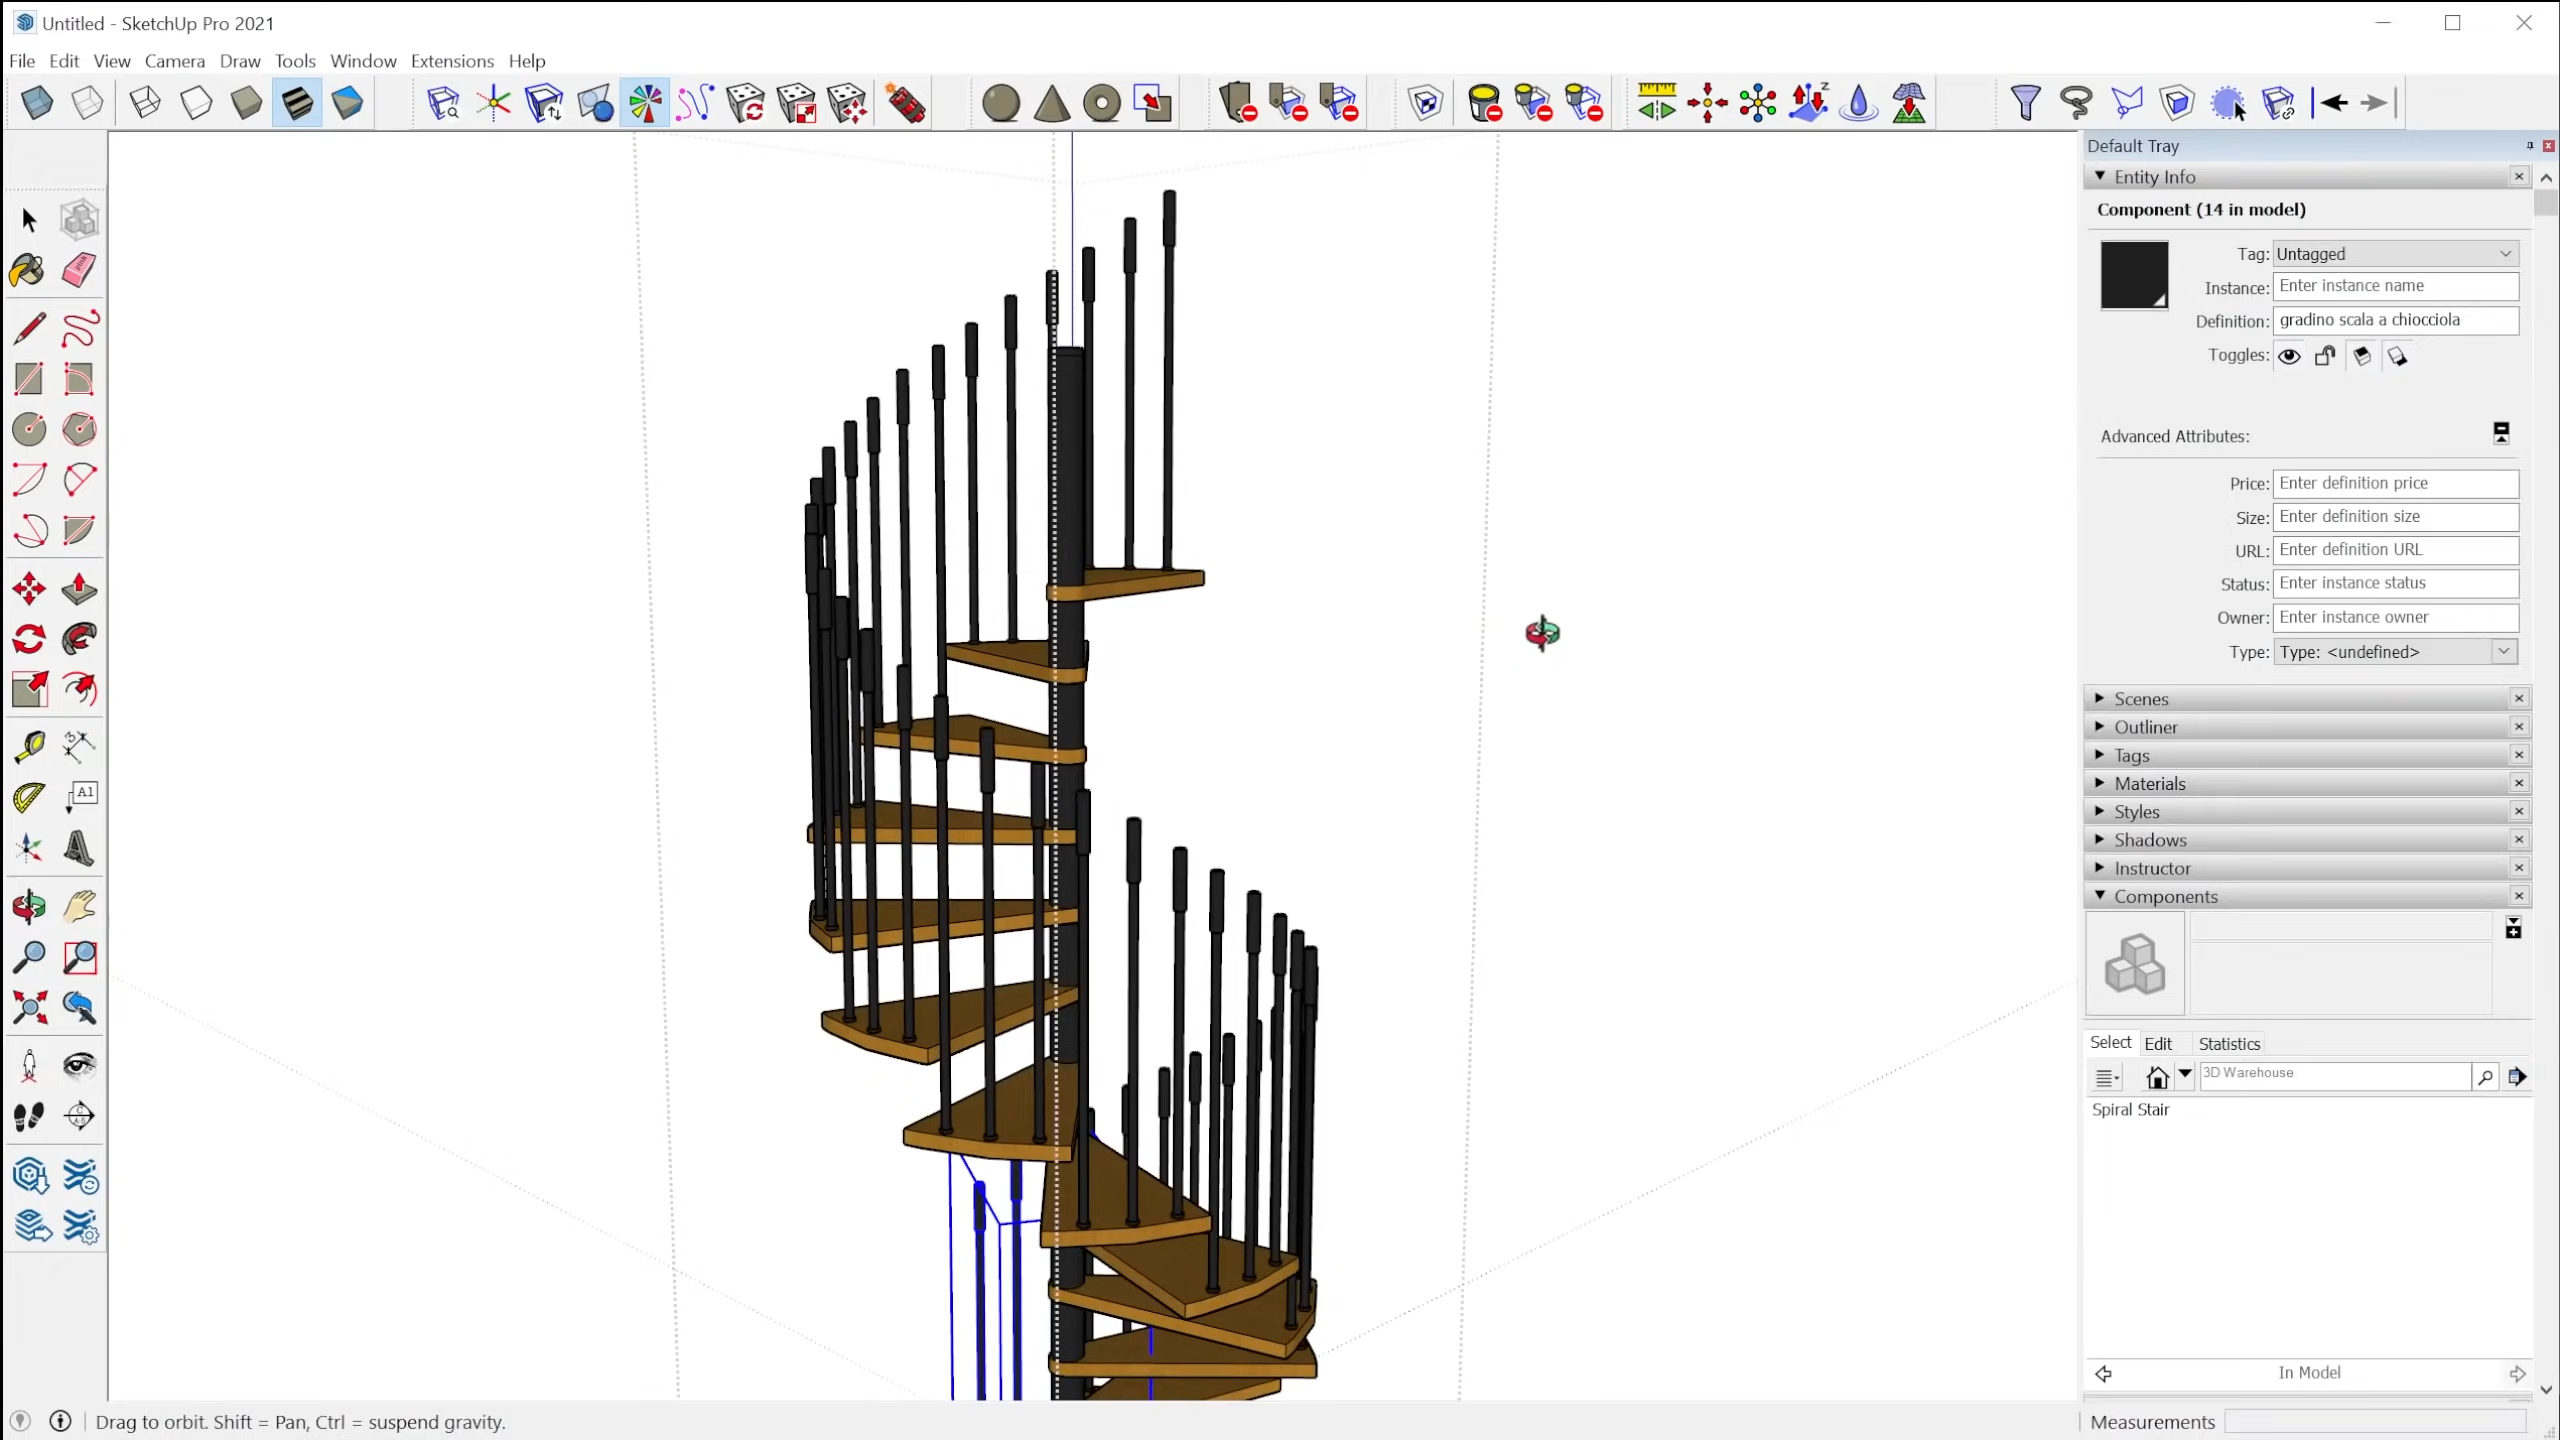 Untitled - SketchUp Pro 2021
File Edit View Camera Draw Tools Window Extensions Help
Default Tray
Entity Info
Component (14 in model)
Tag: Untagged
Instance: Enter instance name
Definition: gradino scala a chiocciola
Toggles:
Advanced Attributes:
Price: Enter definition price
Size: Enter definition size
URL: Enter definition URL
Status: Enter instance status
Owner: Enter instance owner
Type: Type: <undefined>
Scenes
Outliner
Tags
Materials
Styles
Shadows
Instructor
Components
Select Edit Statistics
3D Warehouse
Spiral Stair
In Model
A1
Drag to orbit. Shift = Pan, Ctrl = suspend gravity.
Measurements